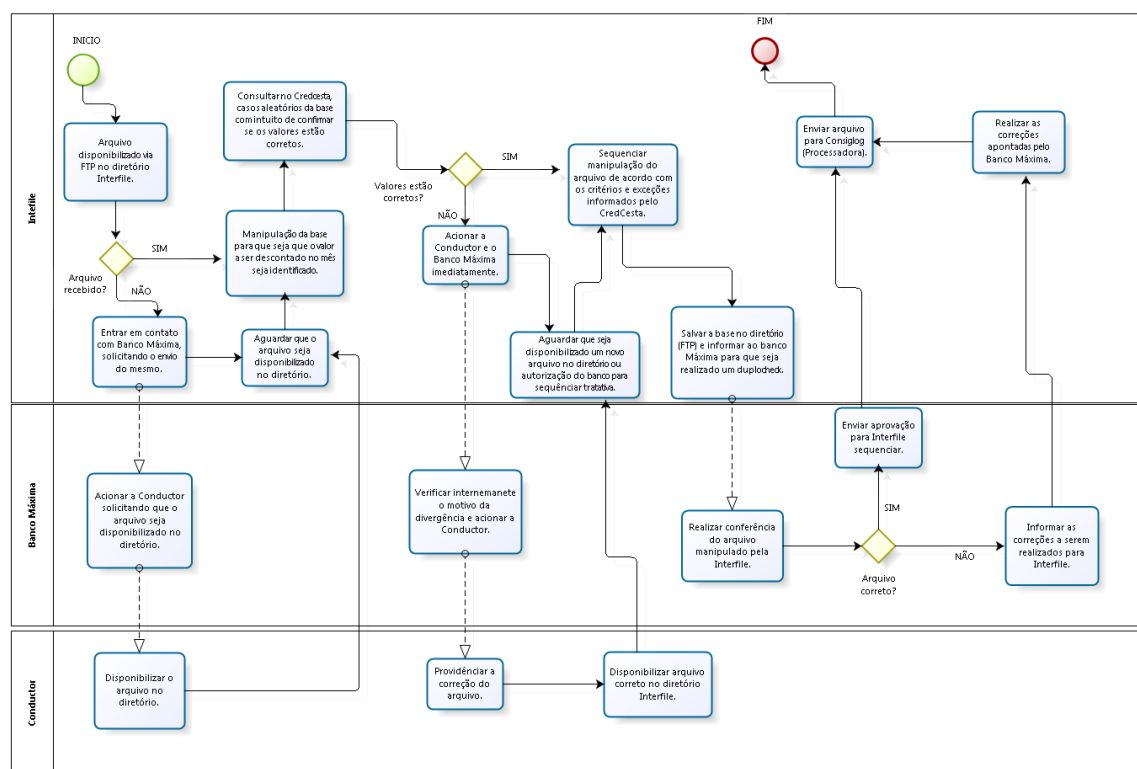 Intefile
INICIO
Arquivo
disponibilizado via
FTP no diretório
Interfile.
Arquivo
recebido?
SIM
NÃO
Entrar em contato
com Banco Máxima,
solicitando o envio
do mesmo.
Consultar no Credcesta,
casos aleatórios da base
com intuito de confirmar
se os valores estão
corretos.
Manipulação da base
para que seja que o valor
a ser descontado no mês
seja identificado.
Aguardar que o
arquivo seja
disponibilizado
no diretório.
Valores estão
corretos?
SIM
NÃO
Acionar a
Conductor e o
Banco Máxima
imediatamente.
Sequenciar
manipulação do
arquivo de acordo com
os critérios e exceções
informados pelo
CredCesta.
Aguardar que seja
disponibilizado um novo
arquivo no diretório ou
autorização do banco para
sequênciar tratativa.
Salvar a base no diretório
(FTP) e informar ao banco
Máxima para que seja
realizado um duplocheck.
FIM
Enviar arquivo
para Consiglog
(Processadora).
Realizar as
correções
apontadas pelo
Banco Máxima.
Banco Máxima
Acionar a Conductor
solicitando que o
arquivo seja
disponibilizado no
diretório.
Verificar internemanete
o motivo da
divergência e acionar a
Conductor.
Realizar conferência
do arquivo
manipulado pela
Interfile.
Enviar aprovação
para Interfile
sequenciar.
SIM
NÃO
Arquivo
correto?
Informar as
correções a serem
realizados para
Interfile.
Conductor
Disponibilizar o
arquivo no
diretório.
Providênciar a
correção do
arquivo.
Disponibilizar arquivo
correto no diretório
Interfile.